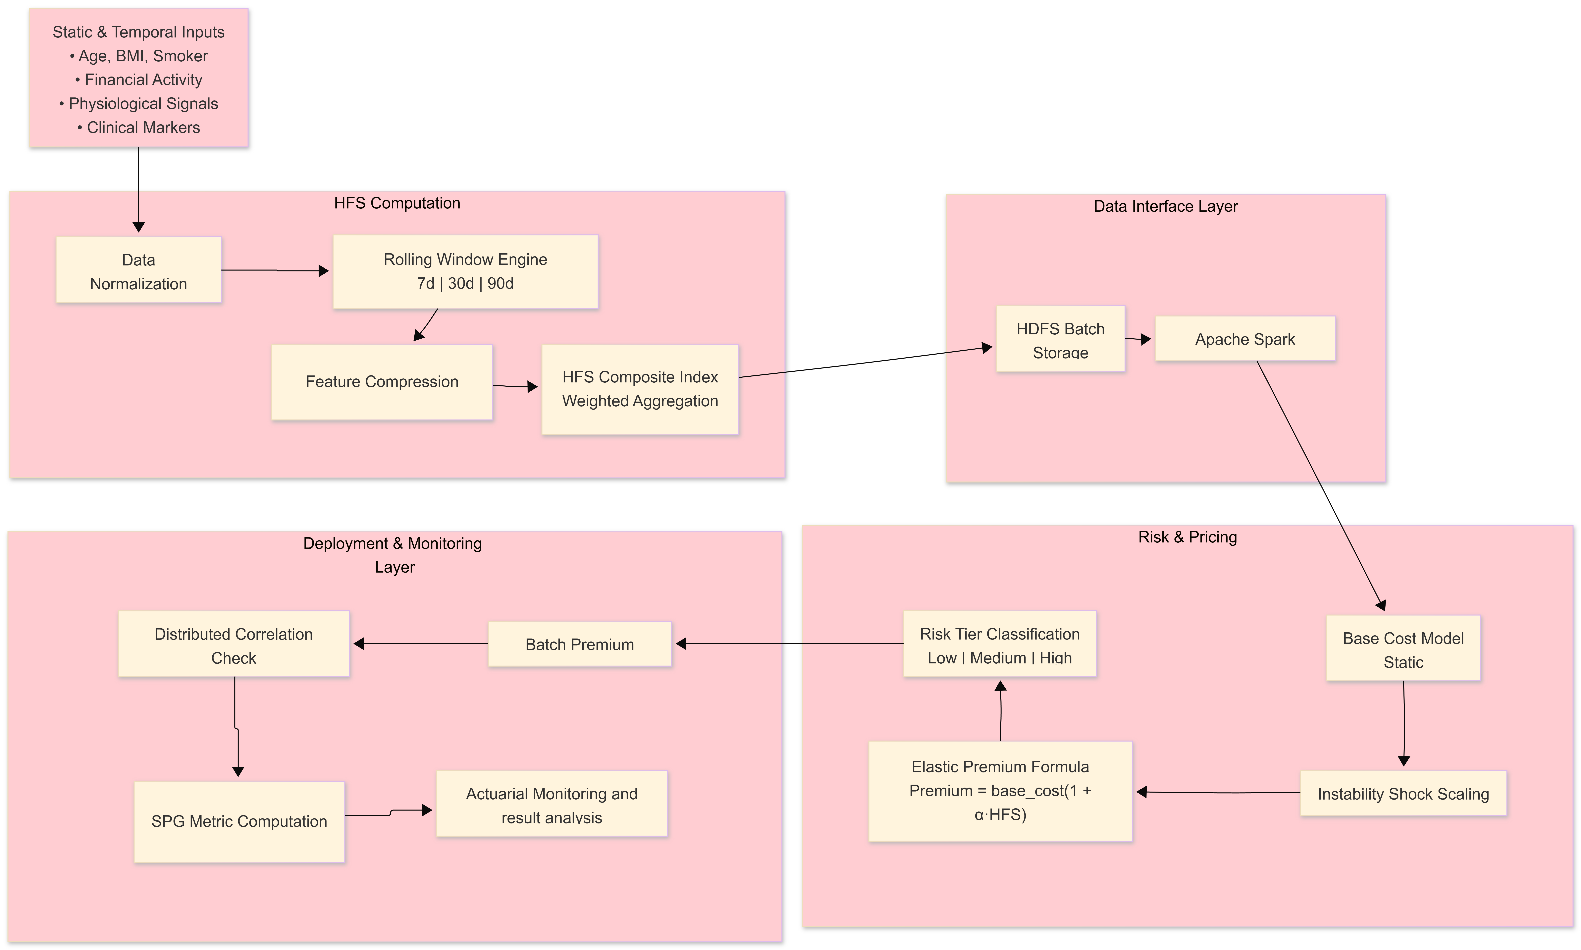 Static & Temporal Inputs
• Age, BMI, Smoker
• Financial Activity
• Physiological Signals
• Clinical Markers
HFS Computation
Data
Normalization
Rolling Window Engine
7d | 30d | 90d
Feature Compression
HFS Composite Index
Weighted Aggregation
Data Interface Layer
HDFS Batch
Storage
Apache Spark
Risk & Pricing
Base Cost Model
Static
Instability Shock Scaling
Elastic Premium Formula
Premium = base_cost(1 +
α·HFS)
Risk Tier Classification
Low | Medium | High
Deployment & Monitoring
Layer
Batch Premium
Distributed Correlation
Check
SPG Metric Computation
Actuarial Monitoring and
result analysis